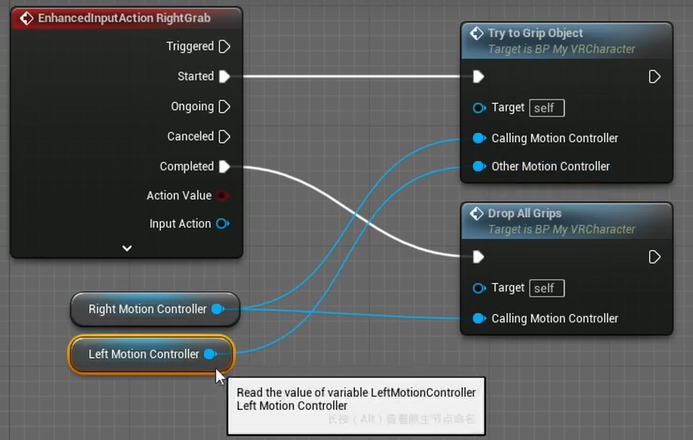 EnhancedInputAction RightGrab
Triggered
Started
Ongoing
Canceled
Completed
Action Value
Input Action
Try to Grip Object
Target is BP My VRCharacter
Target self
Calling Motion Controller
Other Motion Controller
Drop All Grips
Target is BP My VRCharacter
Target self
Calling Motion Controller
Right Motion Controller
Left Motion Controller
Read the value of variable LeftMotionController
Left Motion Controller
长按（Alt）查看原生节点命名